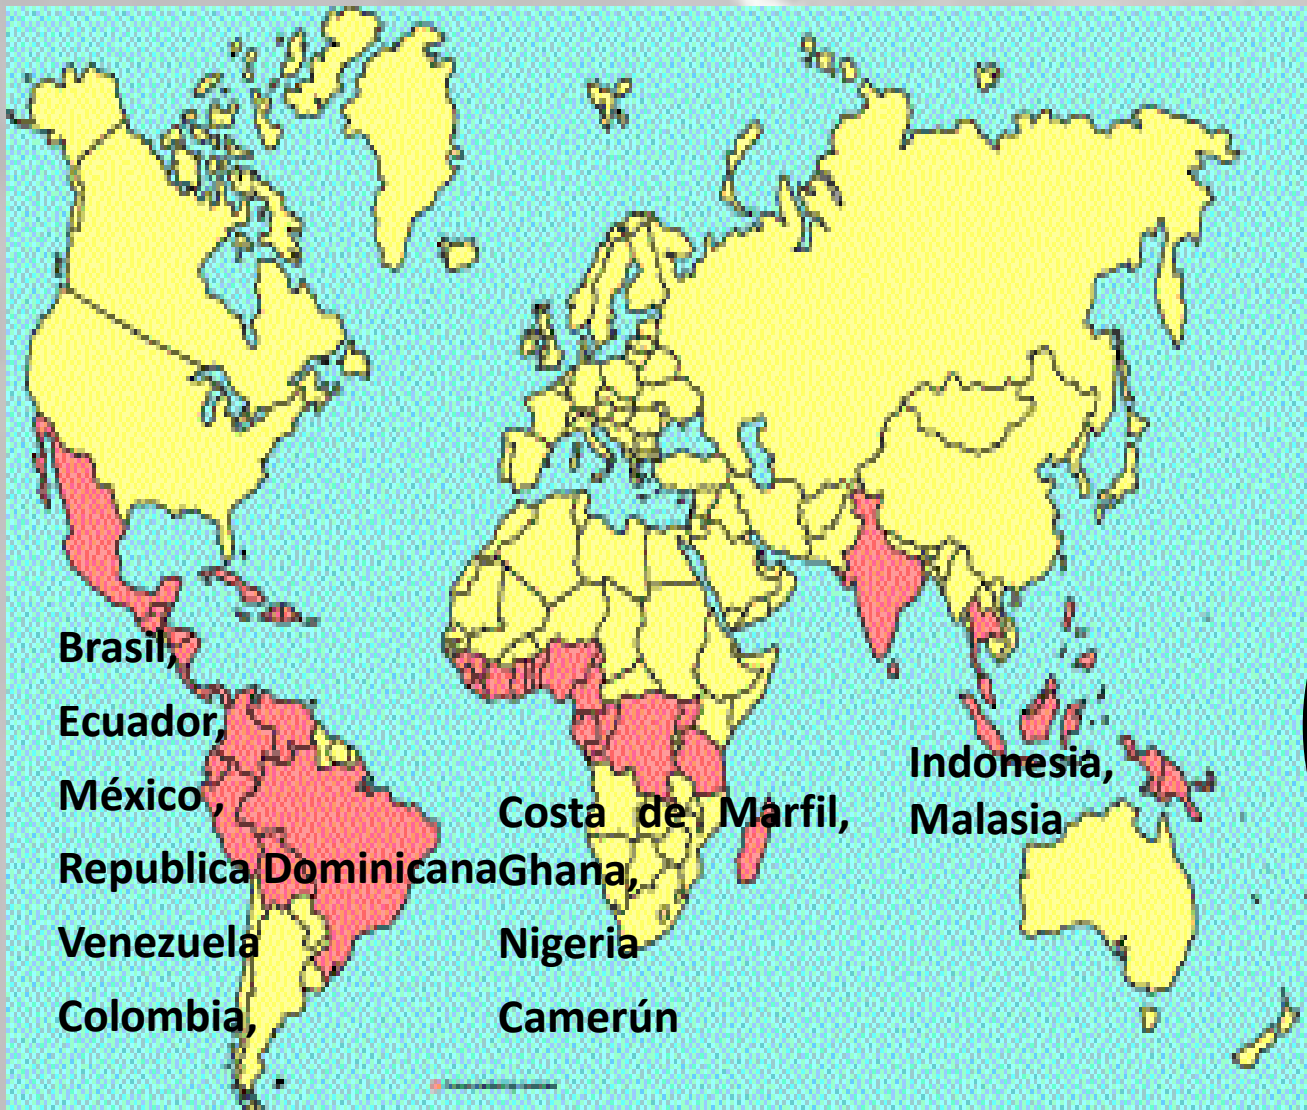 Brasil,
Ecuador,
México ,
Republica Dominicana
Venezuela
Colombia,
Costa de Marfil,
Ghana,
Nigeria
Camerún
Indonesia,
Malasia